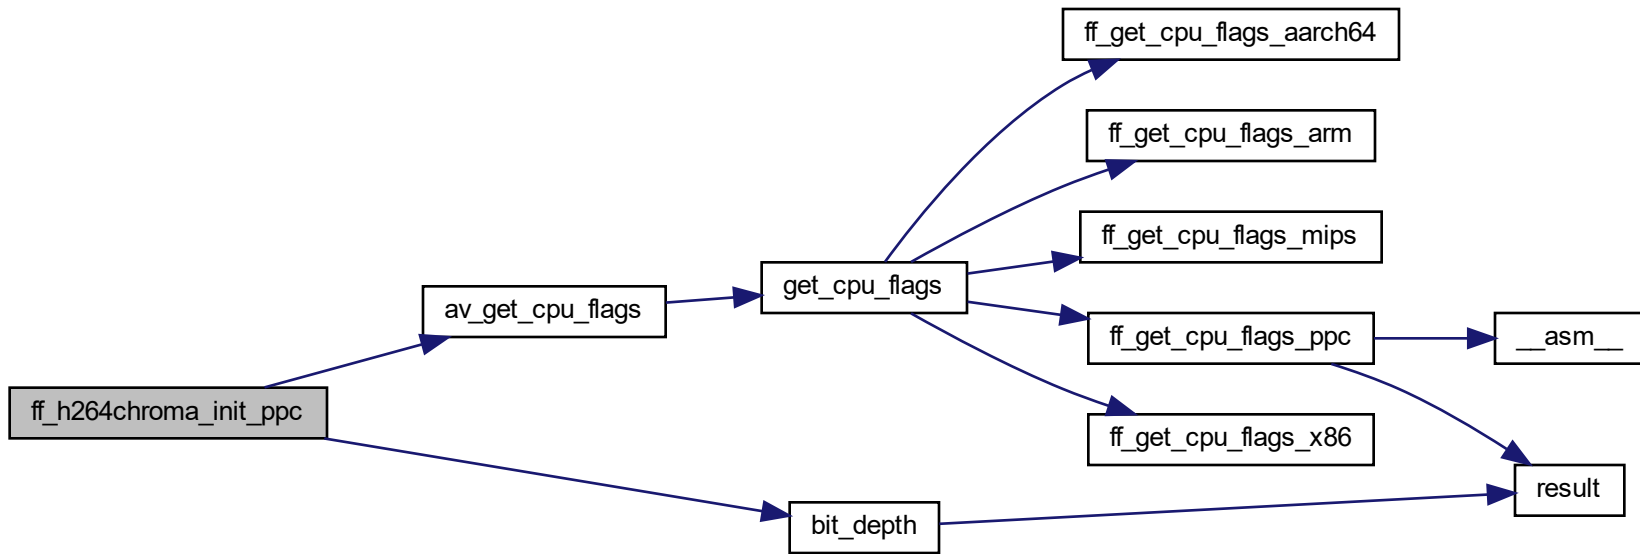 ff_get_cpu_flags_aarch64
ff_get_cpu_flags_arm
ff_get_cpu_flags_mips
get_cpu_flags
av_get_cpu_flags
ff_get_cpu_flags_ppc
__asm__
ff_h264chroma_init_ppc
ff_get_cpu_flags_x86
result
bit_depth